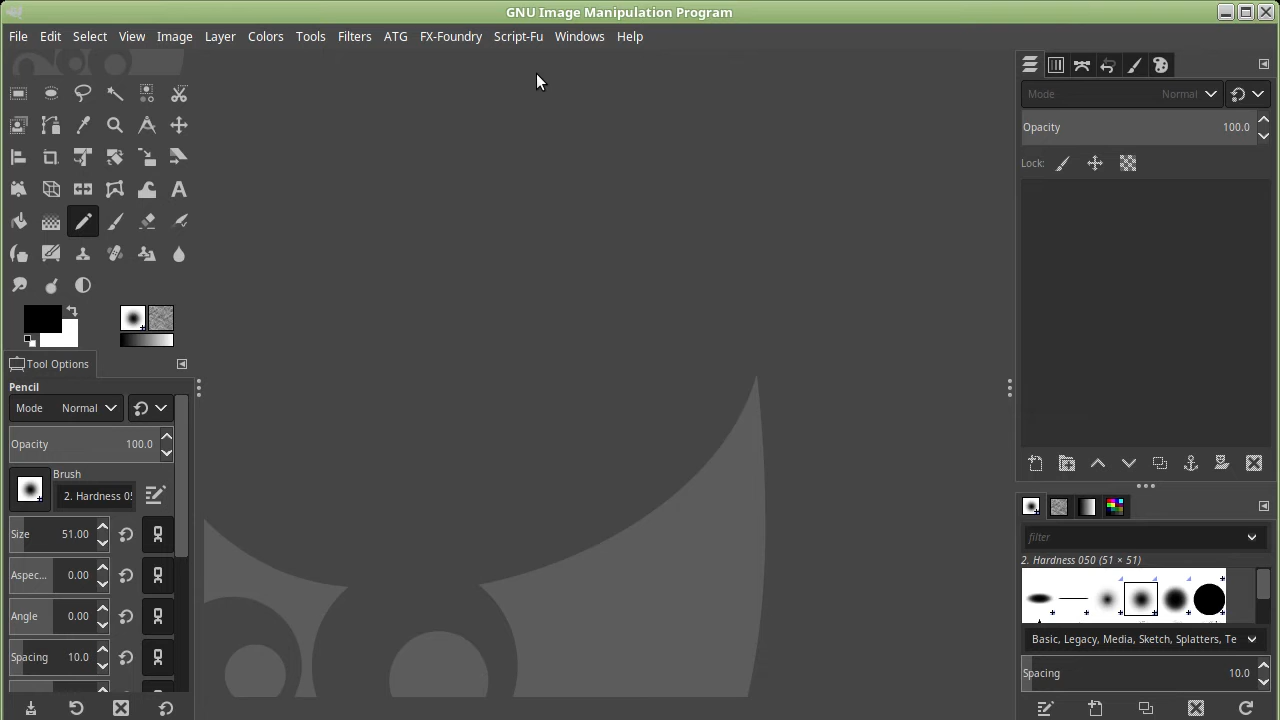 GNU Image Manipulation Program
File Edit Select View Image Layer Colors Tools Filters ATG FX-Foundry Script-Fu Windows Help
Mode Normal
Opacity 100.0
Lock:
Tool Options
Pencil
Mode Normal
Opacity 100.0
Brush
2. Hardness 05
Size 51.00
Aspec... 0.00
Angle 0.00
Spacing 10.0
filter
2. Hardness 050 (51 × 51)
Basic, Legacy, Media, Sketch, Splatters, Te
Spacing 10.0